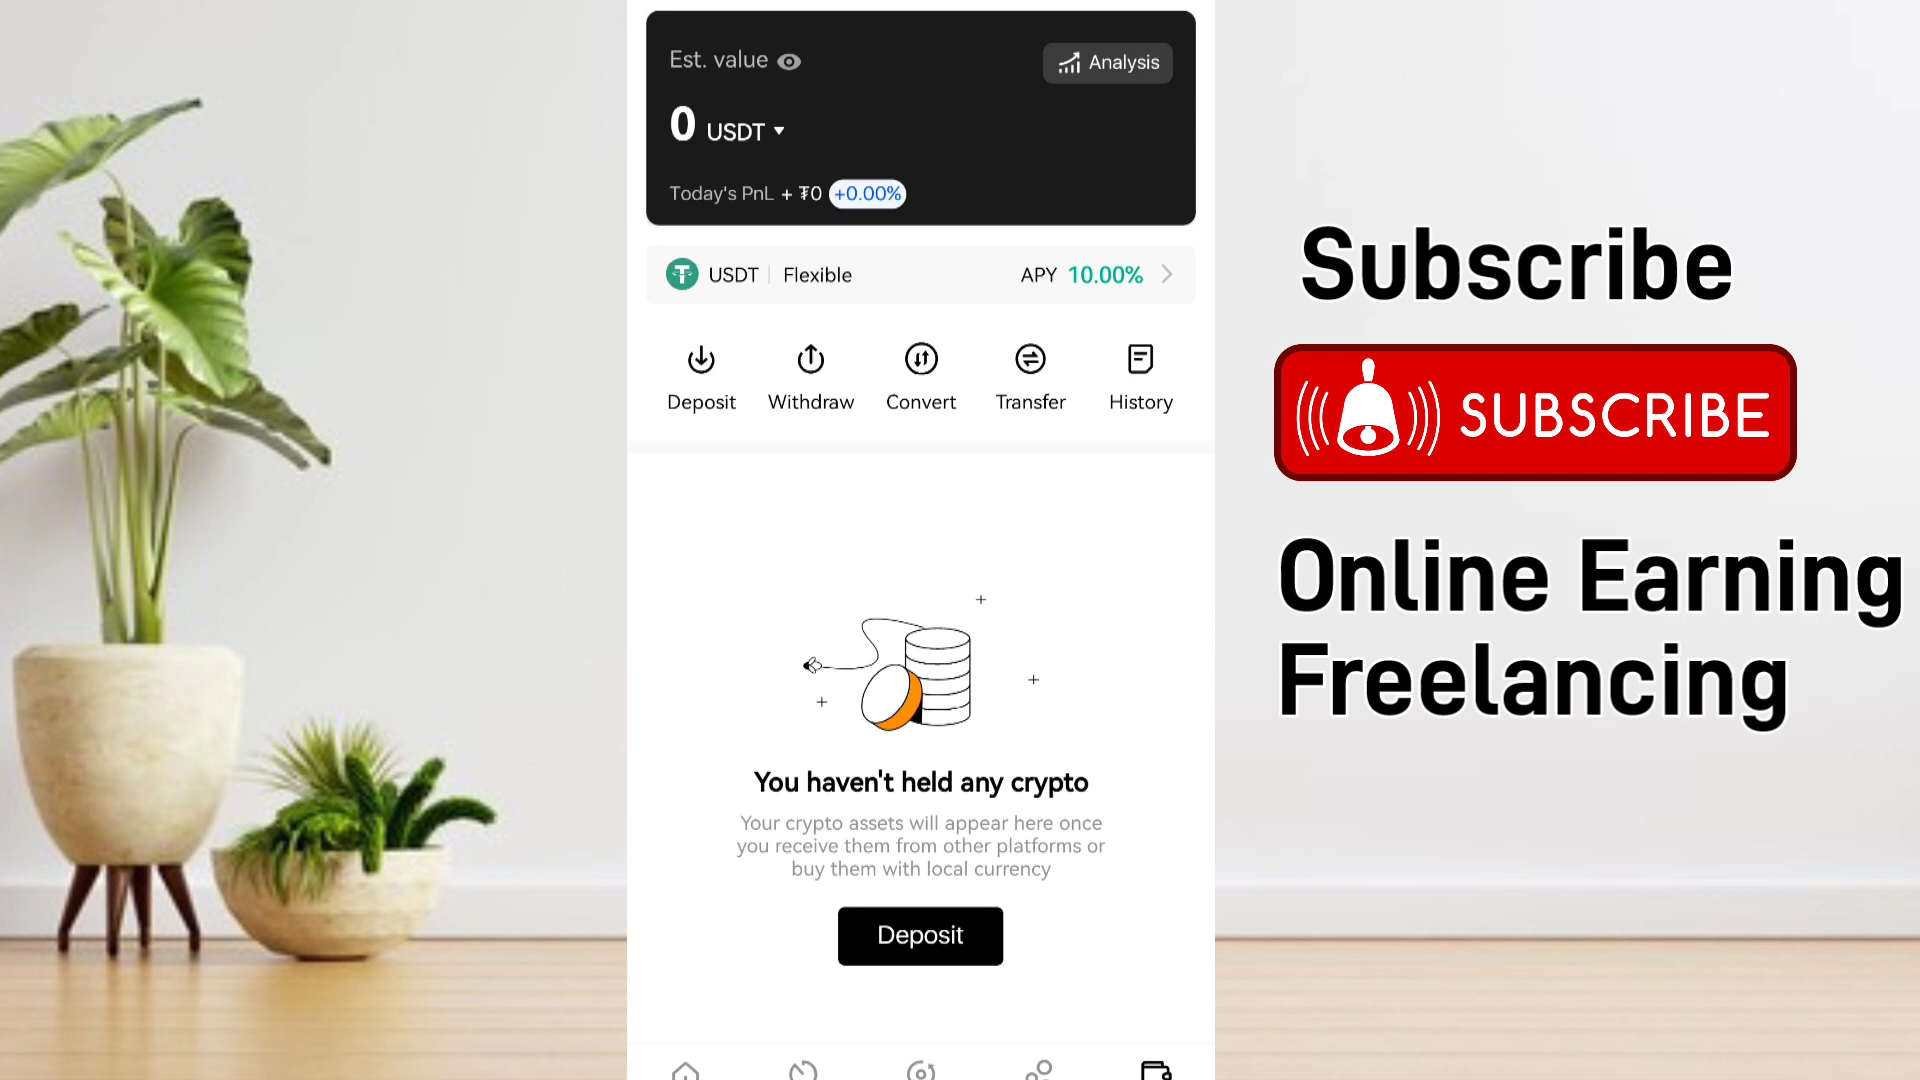 Est. value
Analysis
0 USDT
Today's PnL + ₮0 +0.00%
USDT | Flexible APY 10.00%
Deposit Withdraw Convert Transfer History
You haven't held any crypto
Your crypto assets will appear here once
you receive them from other platforms or
buy them with local currency
Deposit
Subscribe
SUBSCRIBE
Online Earning
Freelancing